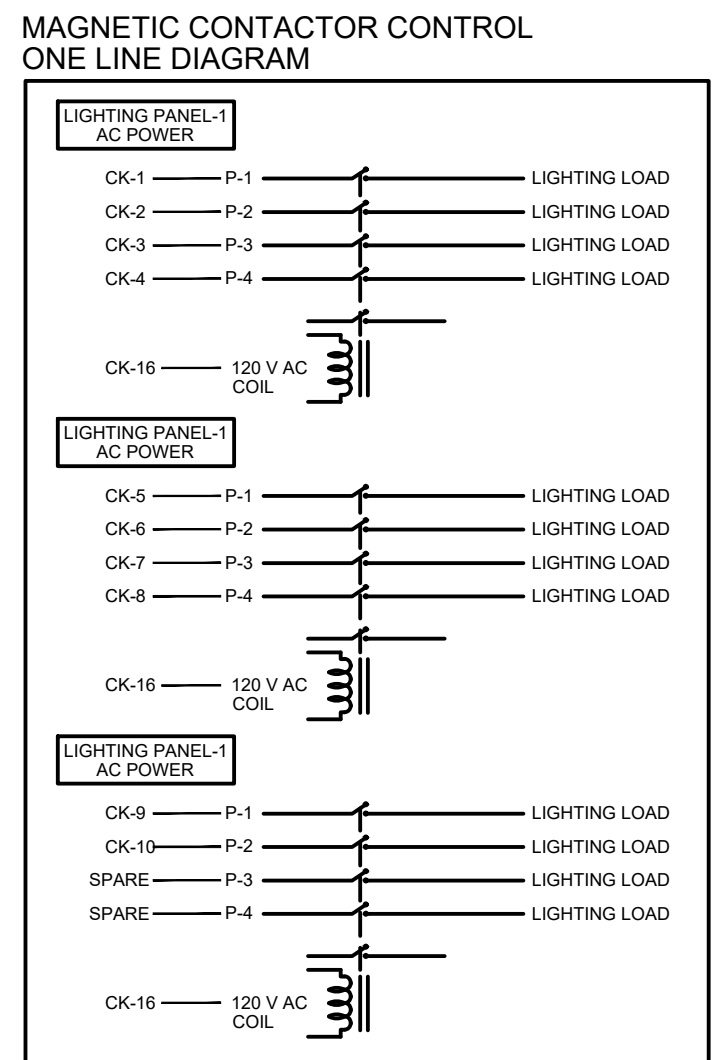 MAGNETIC CONTACTOR CONTROL
ONE LINE DIAGRAM
LIGHTING PANEL-1
AC POWER
CK-1 P-1 LIGHTING LOAD
CK-2 P-2 LIGHTING LOAD
CK-3 P-3 LIGHTING LOAD
CK-4 P-4 LIGHTING LOAD
CK-16 120 V AC
COIL
LIGHTING PANEL-1
AC POWER
CK-5 P-1 LIGHTING LOAD
CK-6 P-2 LIGHTING LOAD
CK-7 P-3 LIGHTING LOAD
CK-8 P-4 LIGHTING LOAD
CK-16 120 V AC
COIL
LIGHTING PANEL-1
AC POWER
CK-9 P-1 LIGHTING LOAD
CK-10 P-2 LIGHTING LOAD
SPARE P-3 LIGHTING LOAD
SPARE P-4 LIGHTING LOAD
CK-16 120 V AC
COIL